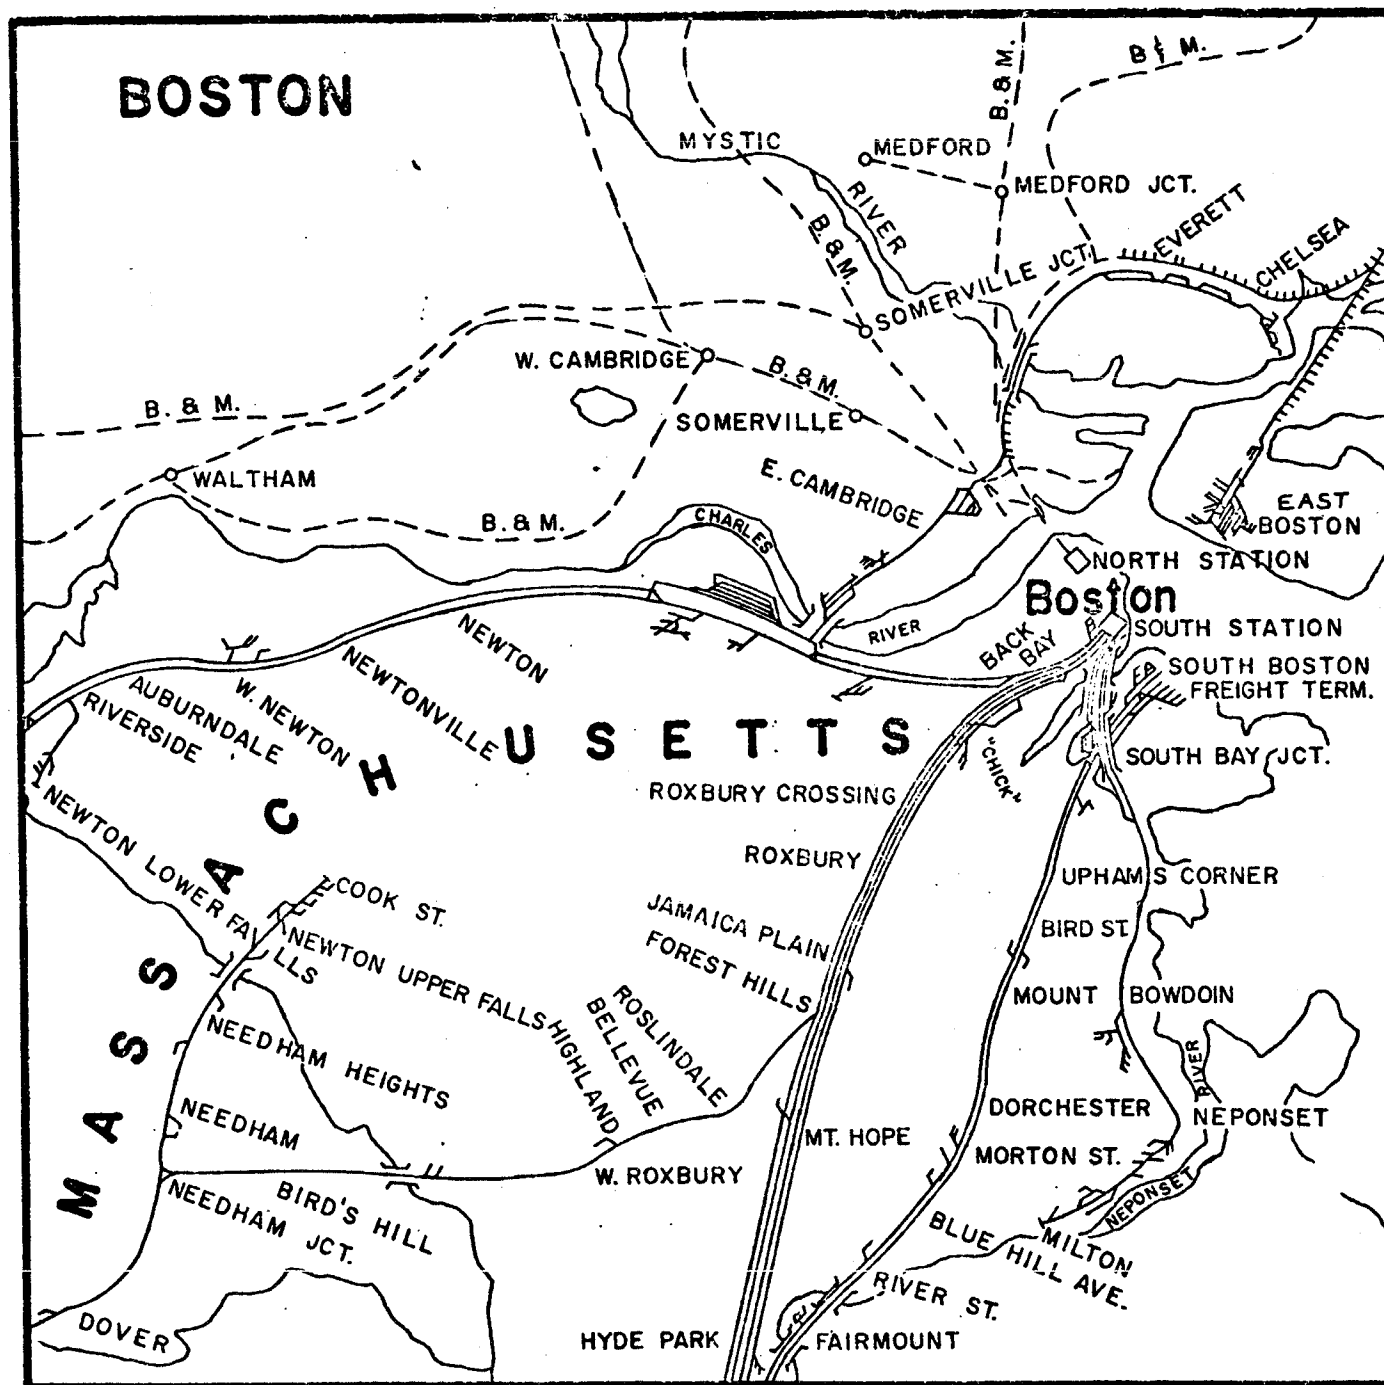 BOSTON
B. & M.
B & M.
MYSTIC
RIVER
MEDFORD
MEDFORD JCT.
B. & M.
EVERETT
CHELSEA
SOMERVILLE JCT.
W. CAMBRIDGE
B. & M.
B. & M.
SOMERVILLE
WALTHAM
E. CAMBRIDGE
B. & M.
CHARLES
RIVER
EAST
BOSTON
NORTH STATION
Boston
BACK
BAY
SOUTH STATION
SOUTH BOSTON
FREIGHT TERM.
SOUTH BAY JCT.
"CHICK"
NEWTON
NEWTONVILLE
W. NEWTON
AUBURNDALE
RIVERSIDE
MASSACHUSETTS
NEWTON LOWER FALLS
COOK ST.
NEWTON UPPER FALLS
NEEDHAM HEIGHTS
NEEDHAM
NEEDHAM JCT.
BIRD'S HILL
DOVER
ROXBURY CROSSING
ROXBURY
JAMAICA PLAIN
FOREST HILLS
ROSLINDALE
BELLEVUE
HIGHLAND
W. ROXBURY
MT. HOPE
HYDE PARK
UPHAM'S CORNER
BIRD ST.
MOUNT BOWDOIN
DORCHESTER
MORTON ST.
BLUE HILL AVE.
RIVER ST.
FAIRMOUNT
MILTON
NEPONSET
RIVER
NEPONSET